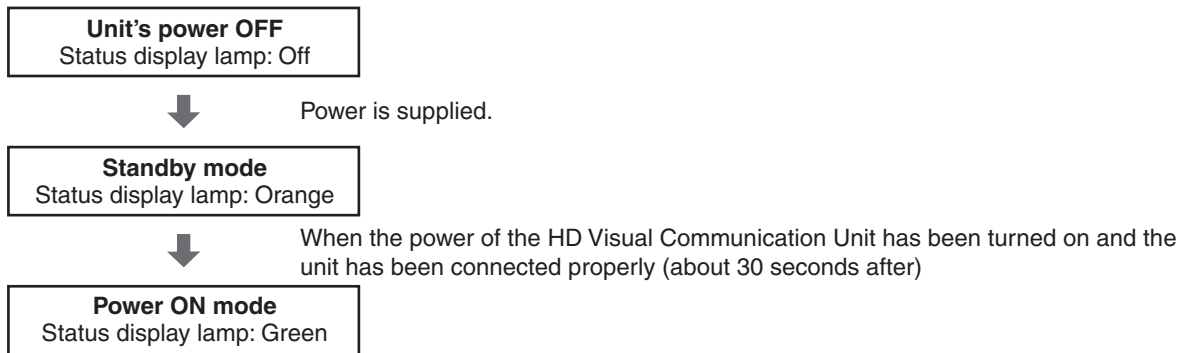 Unit's power OFF
Status display lamp: Off
Power is supplied.
Standby mode
Status display lamp: Orange
When the power of the HD Visual Communication Unit has been turned on and the
unit has been connected properly (about 30 seconds after)
Power ON mode
Status display lamp: Green